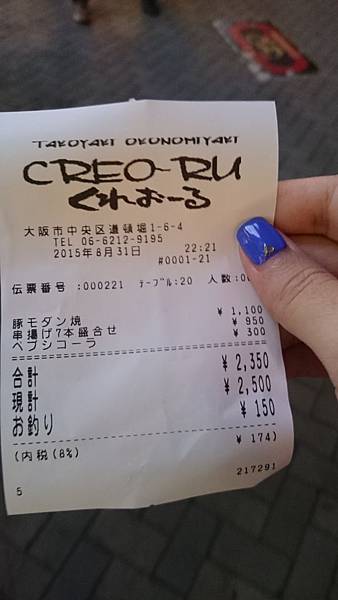 TAKOYAKI OKONOMIYAKI
CREO-RU
くれおーる
大阪市中央区道頓堀1-6-4
TEL 06-6212-9195
2015年8月31日 22:21
#0001-21
伝票番号 :000221 ﾃｰﾌﾞﾙ:20 人数:0
豚モダン焼 ¥ 1,100
串揚げ7本盛合せ ¥ 950
ペプシコーラ ¥ 300
合計 ¥ 2,350
現計 ¥ 2,500
お釣り ¥ 150
(内税(8%) ¥ 174)
217291
5